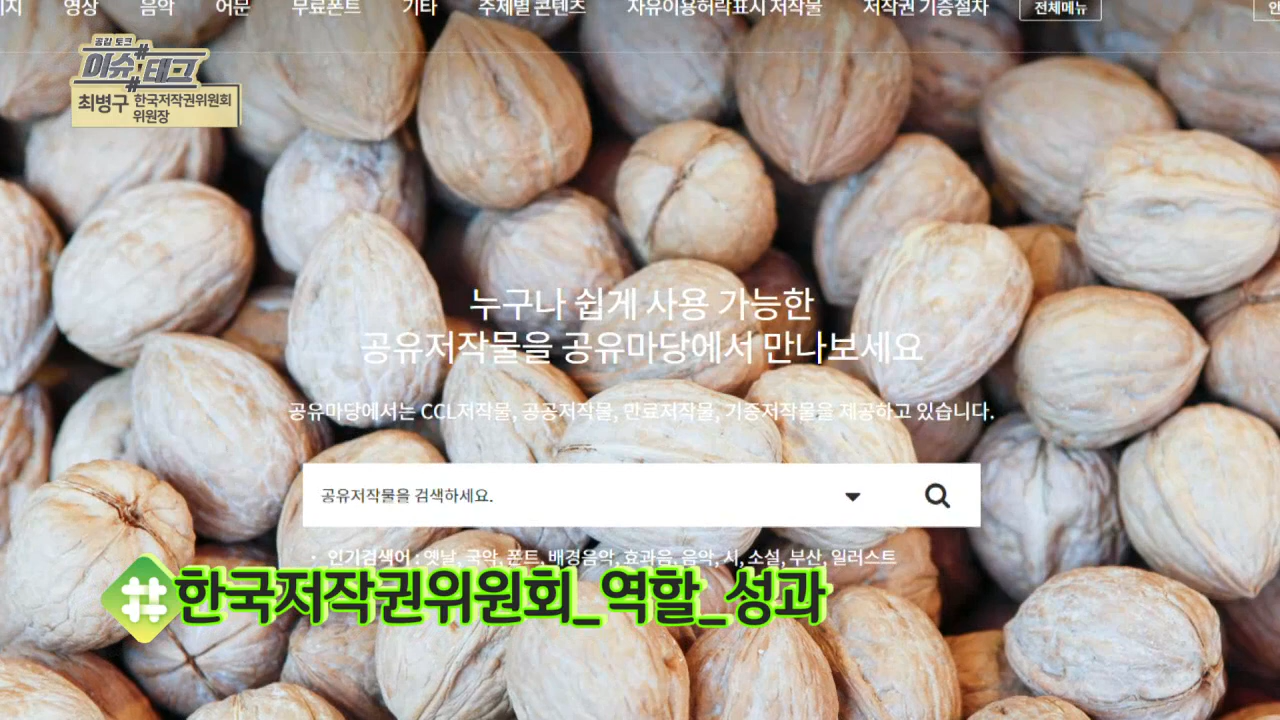 영상 음악 어문 무료폰트 기타 주제별 콘텐츠 자유이용허락표시 저작물 저작권 기증절차 전체메뉴
공감 토크
이슈#태그
최병구 한국저작권위원회
위원장
누구나 쉽게 사용 가능한
공유저작물을 공유마당에서 만나보세요
공유마당에서는 CCL저작물, 공공저작물, 만료저작물, 기증저작물을 제공하고 있습니다.
공유저작물을 검색하세요.
· 인기검색어 : 옛날, 국악, 폰트, 배경음악, 효과음, 음악, 시, 소설, 부산, 일러스트
#한국저작권위원회_역할_성과